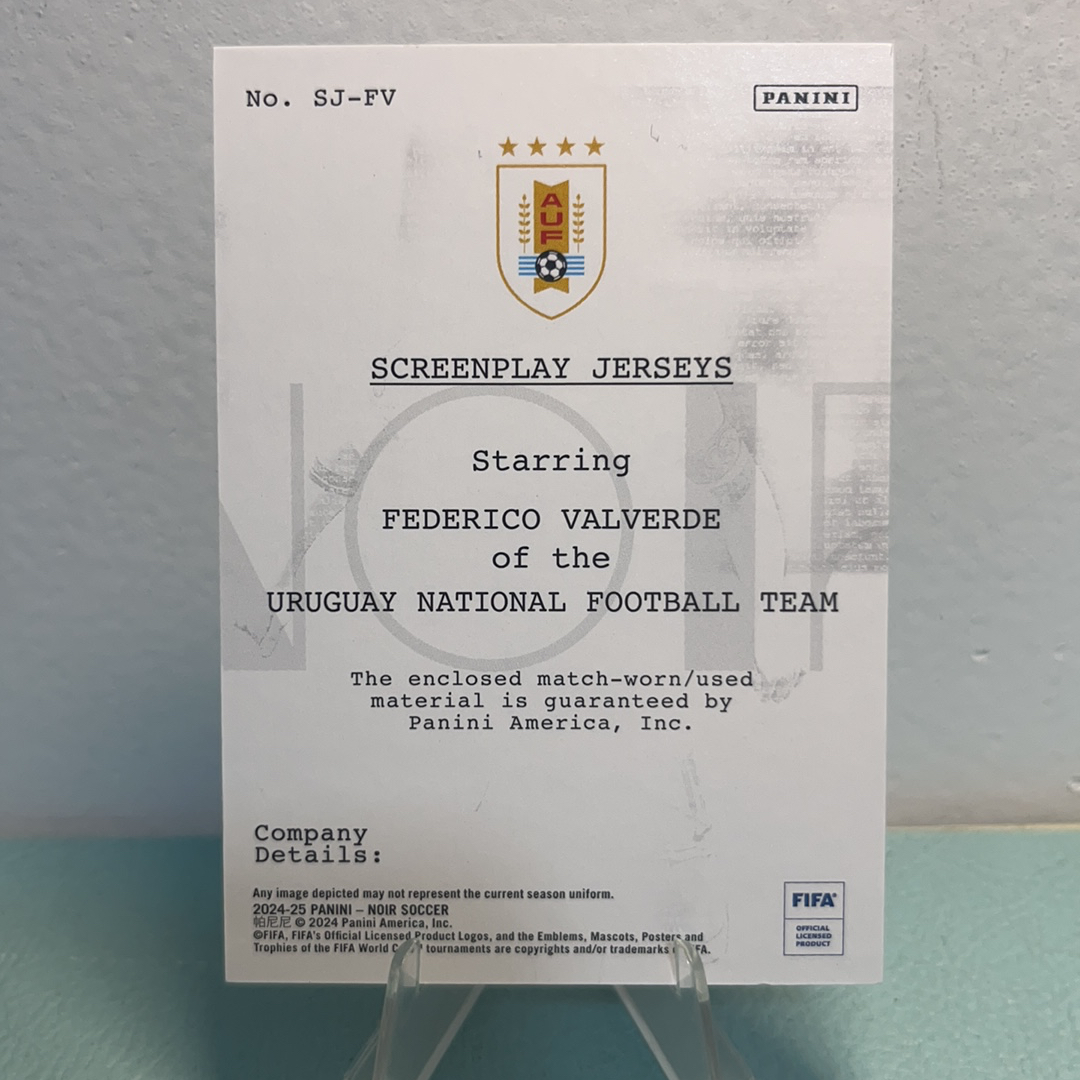 No. SJ-FV
PANINI
AUF
SCREENPLAY JERSEYS
Starring
FEDERICO VALVERDE
of the
URUGUAY NATIONAL FOOTBALL TEAM
The enclosed match-worn/used
material is guaranteed by
Panini America, Inc.
Company
Details:
Any image depicted may not represent the current season uniform.
2024-25 PANINI – NOIR SOCCER
帕尼尼 © 2024 Panini America, Inc.
©FIFA, FIFA's Official Licensed Product Logos, and the Emblems, Mascots, Posters and
Trophies of the FIFA World tournaments are copyrights and/or trademarks
FIFA
OFFICIAL
LICENSED
PRODUCT
NOIR